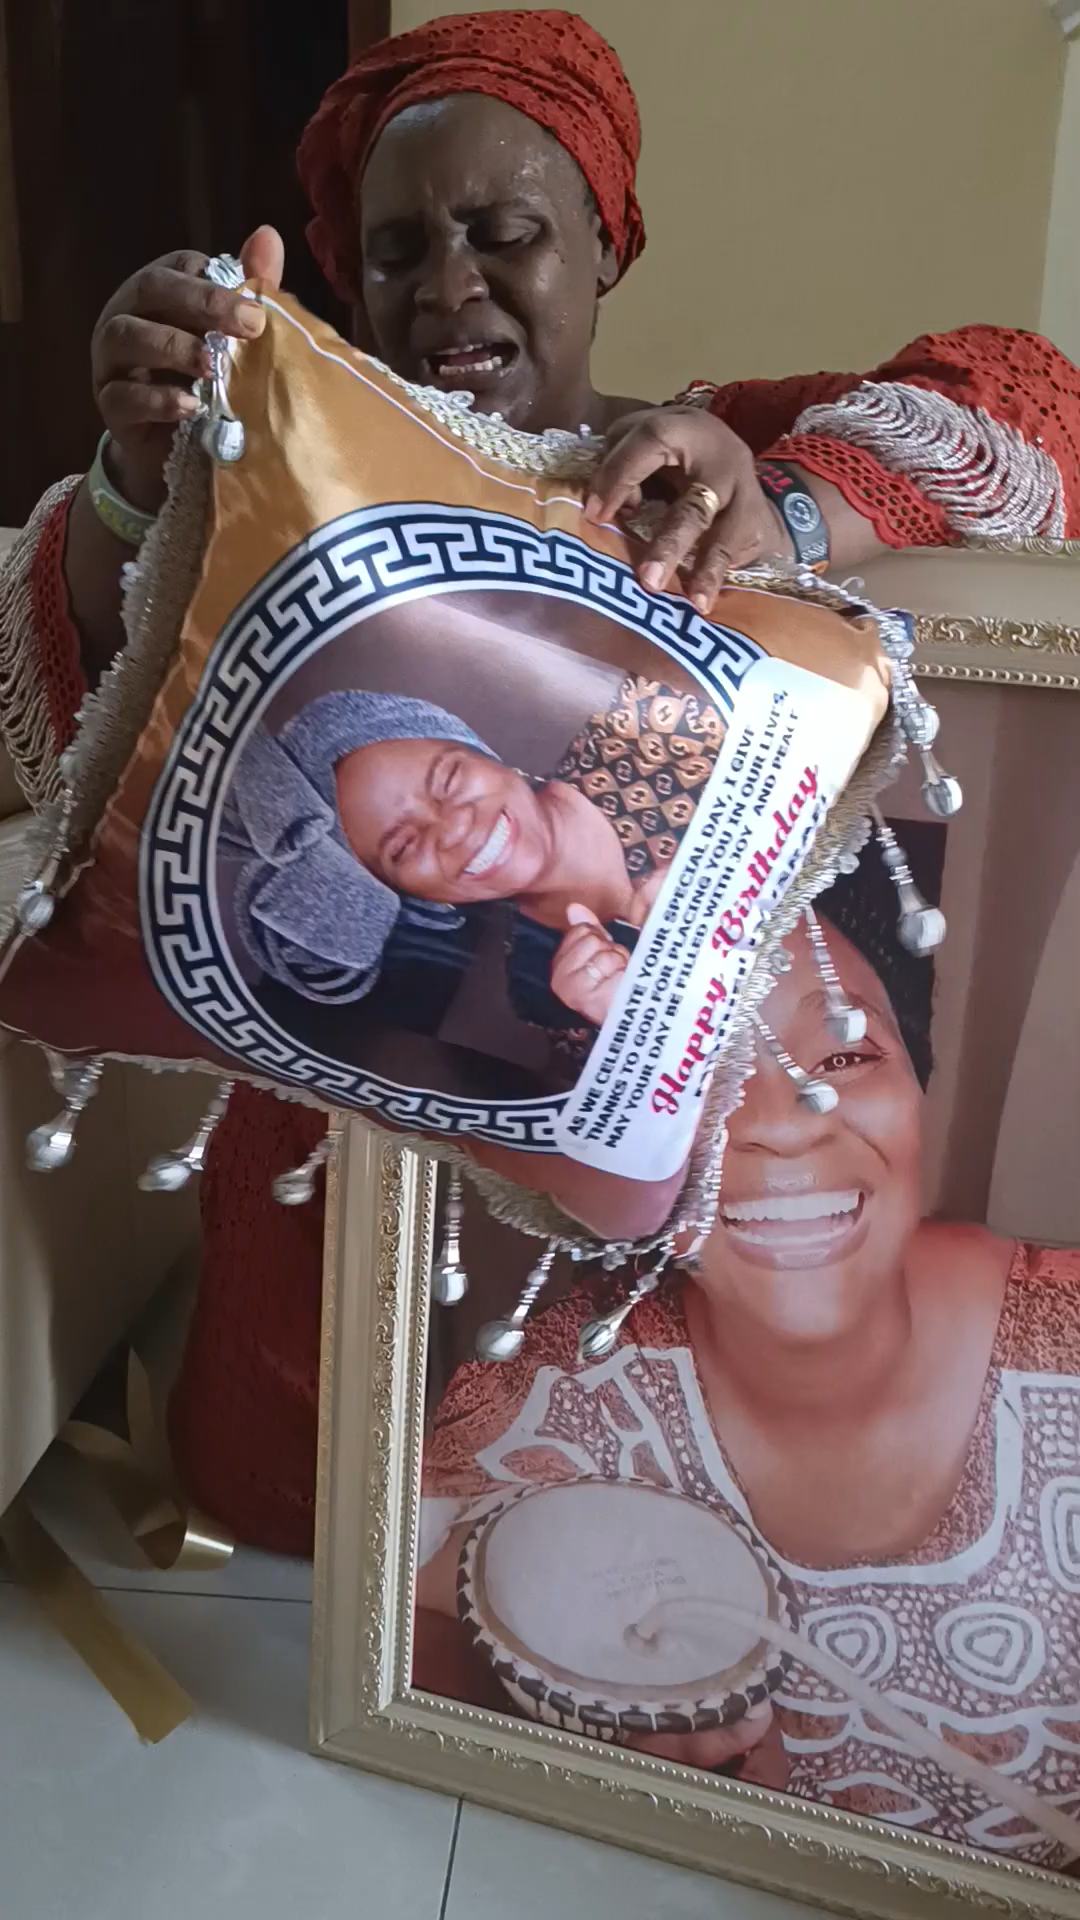 AS WE CELEBRATE YOUR SPECIAL DAY, I GIVE
THANKS TO GOD FOR PLACING YOU IN OUR LIVES,
MAY YOUR DAY BE FILLED WITH JOY AND PEACE
Happy Birthday